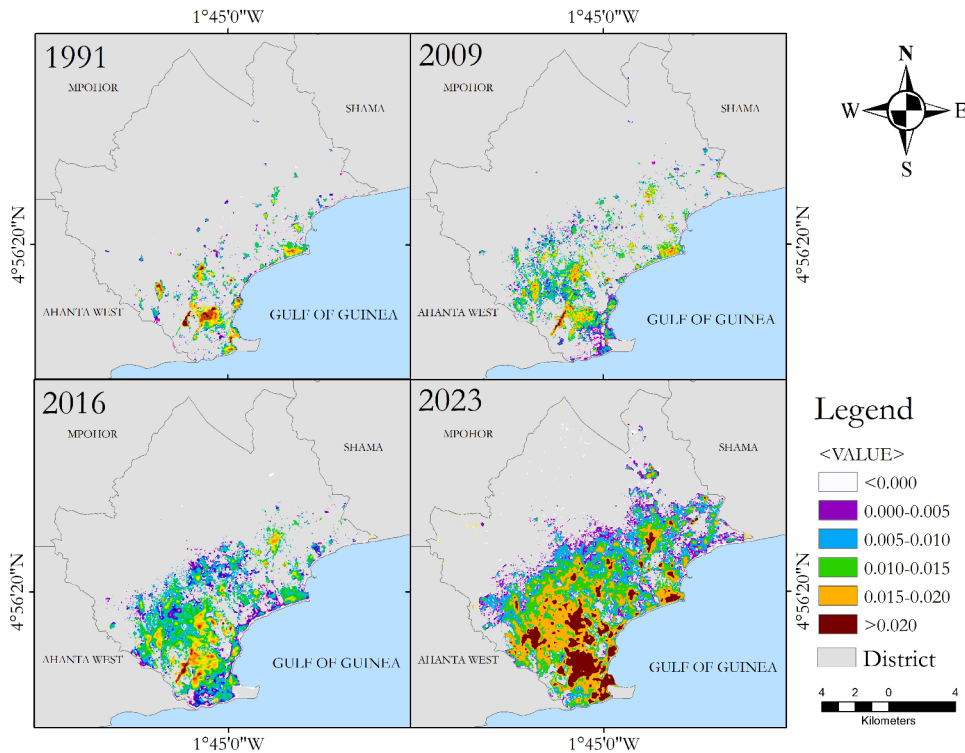 1°45'0"W 1°45'0"W
1991
MPOHOR
SHAMA
AHANTA WEST
GULF OF GUINEA
4°56'20"N
2009
MPOHOR
SHAMA
AHANTA WEST
GULF OF GUINEA
4°56'20"N
N
W E
S
2016
MPOHOR
SHAMA
AHANTA WEST
GULF OF GUINEA
4°56'20"N
2023
MPOHOR
SHAMA
AHANTA WEST
GULF OF GUINEA
4°56'20"N
1°45'0"W 1°45'0"W
Legend
<VALUE>
<0.000
0.000-0.005
0.005-0.010
0.010-0.015
0.015-0.020
>0.020
District
4 0 4
Kilometers